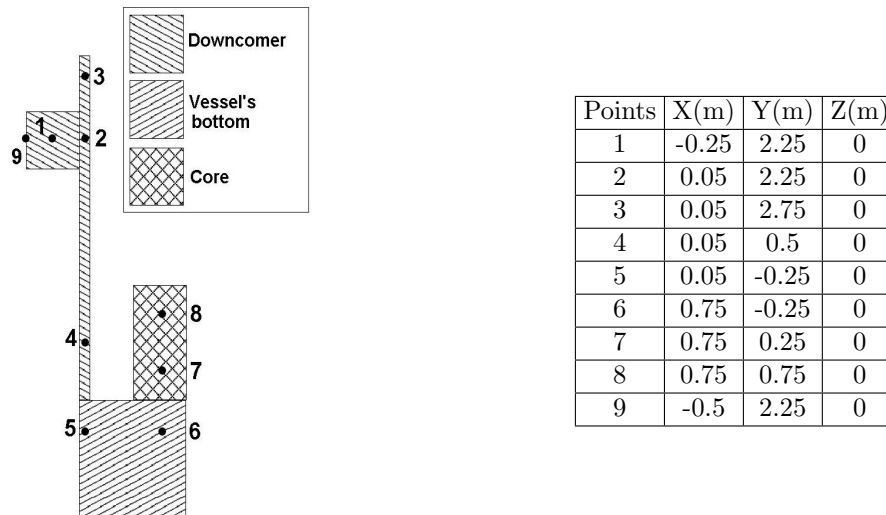 Downcomer
Vessel's
bottom
Core
3
1
9
2
8
4
7
5
6
Points X(m) Y(m) Z(m)
1 -0.25 2.25 0
2 0.05 2.25 0
3 0.05 2.75 0
4 0.05 0.5 0
5 0.05 -0.25 0
6 0.75 -0.25 0
7 0.75 0.25 0
8 0.75 0.75 0
9 -0.5 2.25 0